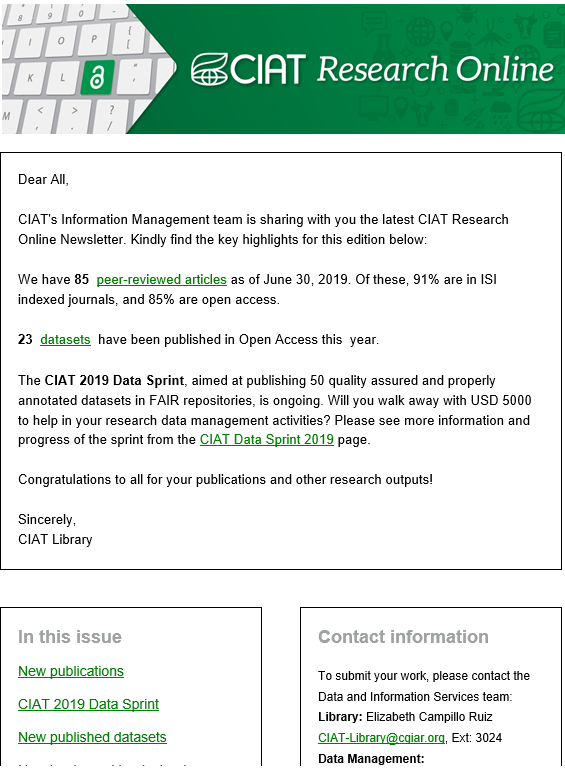 8 9 0
I O P { [
K L : ; " '
M < , > . ? /
CIAT Research Online
Dear All,
CIAT's Information Management team is sharing with you the latest CIAT Research
Online Newsletter. Kindly find the key highlights for this edition below:
We have 85 peer-reviewed articles as of June 30, 2019. Of these, 91% are in ISI
indexed journals, and 85% are open access.
23 datasets have been published in Open Access this year.
The CIAT 2019 Data Sprint, aimed at publishing 50 quality assured and properly
annotated datasets in FAIR repositories, is ongoing. Will you walk away with USD 5000
to help in your research data management activities? Please see more information and
progress of the sprint from the CIAT Data Sprint 2019 page.
Congratulations to all for your publications and other research outputs!
Sincerely,
CIAT Library
In this issue
New publications
CIAT 2019 Data Sprint
New published datasets
Contact information
To submit your work, please contact the
Data and Information Services team:
Library: Elizabeth Campillo Ruiz
CIAT-Library@cgiar.org, Ext: 3024
Data Management: